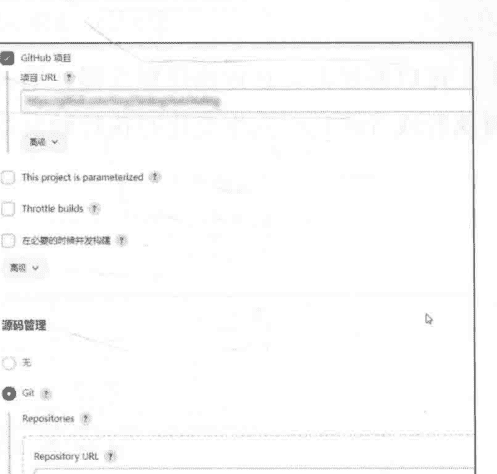 GitHub 项目
项目 URL ?
高级
This project is parameterized ?
Throttle builds ?
在必要的时候并发构建 ?
高级
源码管理
无
Git ?
Repositories ?
Repository URL ?